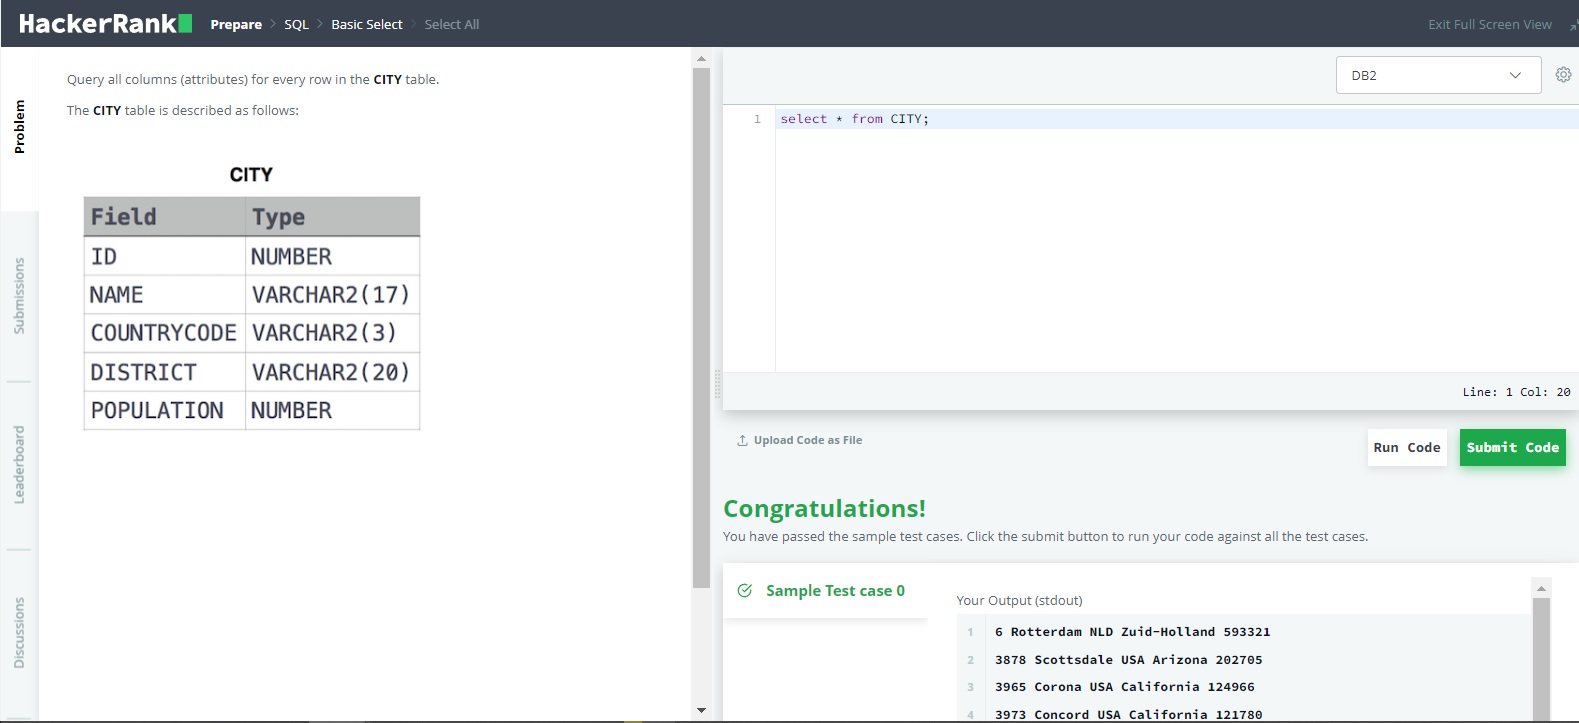 HackerRank Prepare > SQL > Basic Select > Select All Exit Full Screen View
Problem
Submissions
Leaderboard
Discussions
Query all columns (attributes) for every row in the CITY table.
The CITY table is described as follows:
CITY
Field Type
ID NUMBER
NAME VARCHAR2(17)
COUNTRYCODE VARCHAR2(3)
DISTRICT VARCHAR2(20)
POPULATION NUMBER
DB2
1 select * from CITY;
Line: 1 Col: 20
Upload Code as File
Run Code Submit Code
Congratulations!
You have passed the sample test cases. Click the submit button to run your code against all the test cases.
Sample Test case 0
Your Output (stdout)
1 6 Rotterdam NLD Zuid-Holland 593321
2 3878 Scottsdale USA Arizona 202705
3 3965 Corona USA California 124966
4 3973 Concord USA California 121780